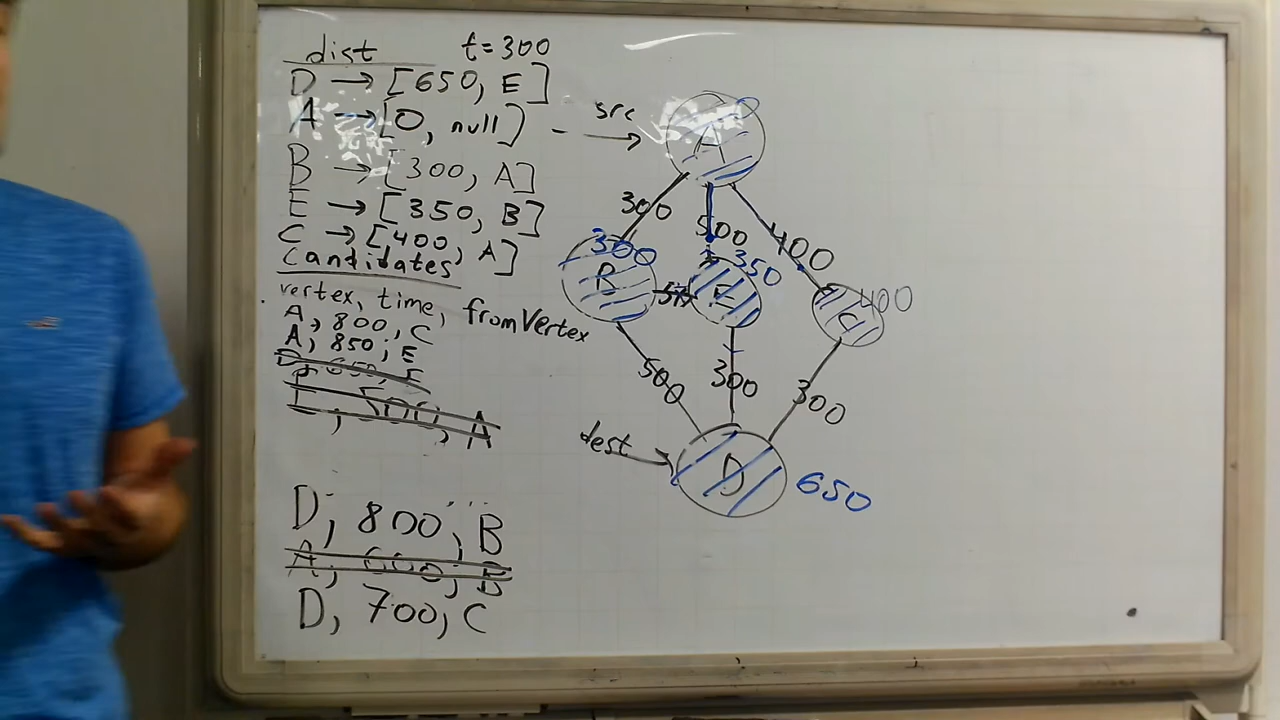 dist t=300
D → [650, E]
A → [0, null] - → src
B → [300, A]
E → [350, B]
C → [400, A]
Candidates
vertex, time, fromVertex
A, 800, C
A, 850, E
D, 650, E
E, 500, A
D, 800, B
A, 600, B
D, 700, C
A
300
500
400
300
350
400
B
E
C
500
300
300
dest
D
650